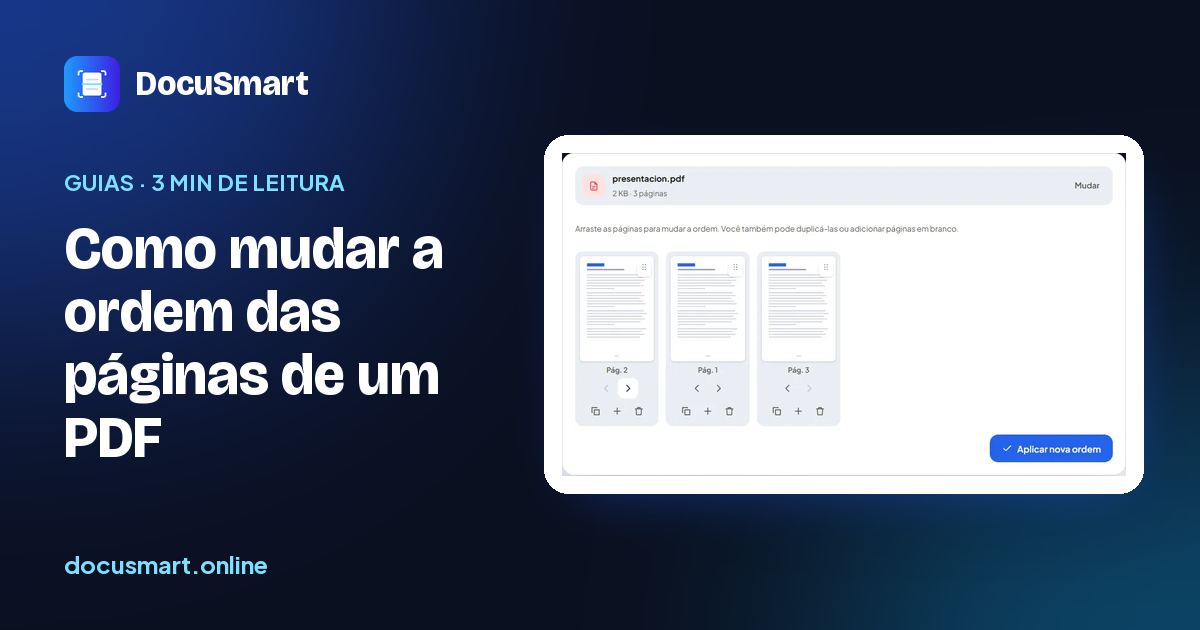 DocuSmart
GUIAS · 3 MIN DE LEITURA
Como mudar a
ordem das
páginas de um
PDF
docusmart.online
presentacion.pdf
2 KB · 3 páginas
Mudar
Arraste as páginas para mudar a ordem. Você também pode duplicá-las ou adicionar páginas em branco.
Pág. 2
Pág. 1
Pág. 3
Aplicar nova ordem